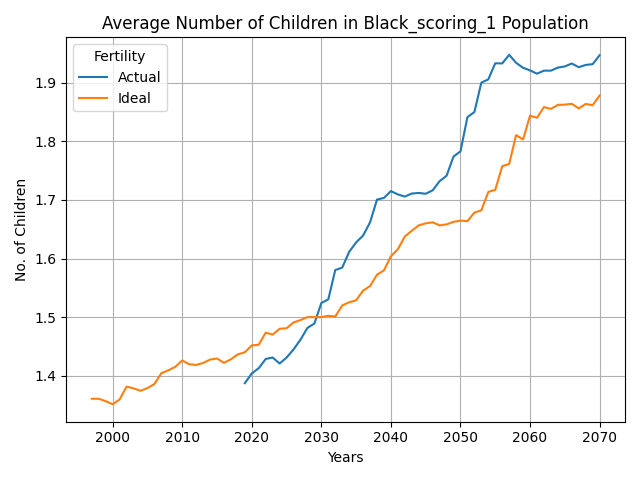 Average Number of Children in Black_scoring_1 Population
Fertility
Actual
Ideal
No. of Children
1.9
1.8
1.7
1.6
1.5
1.4
2000 2010 2020 2030 2040 2050 2060 2070
Years